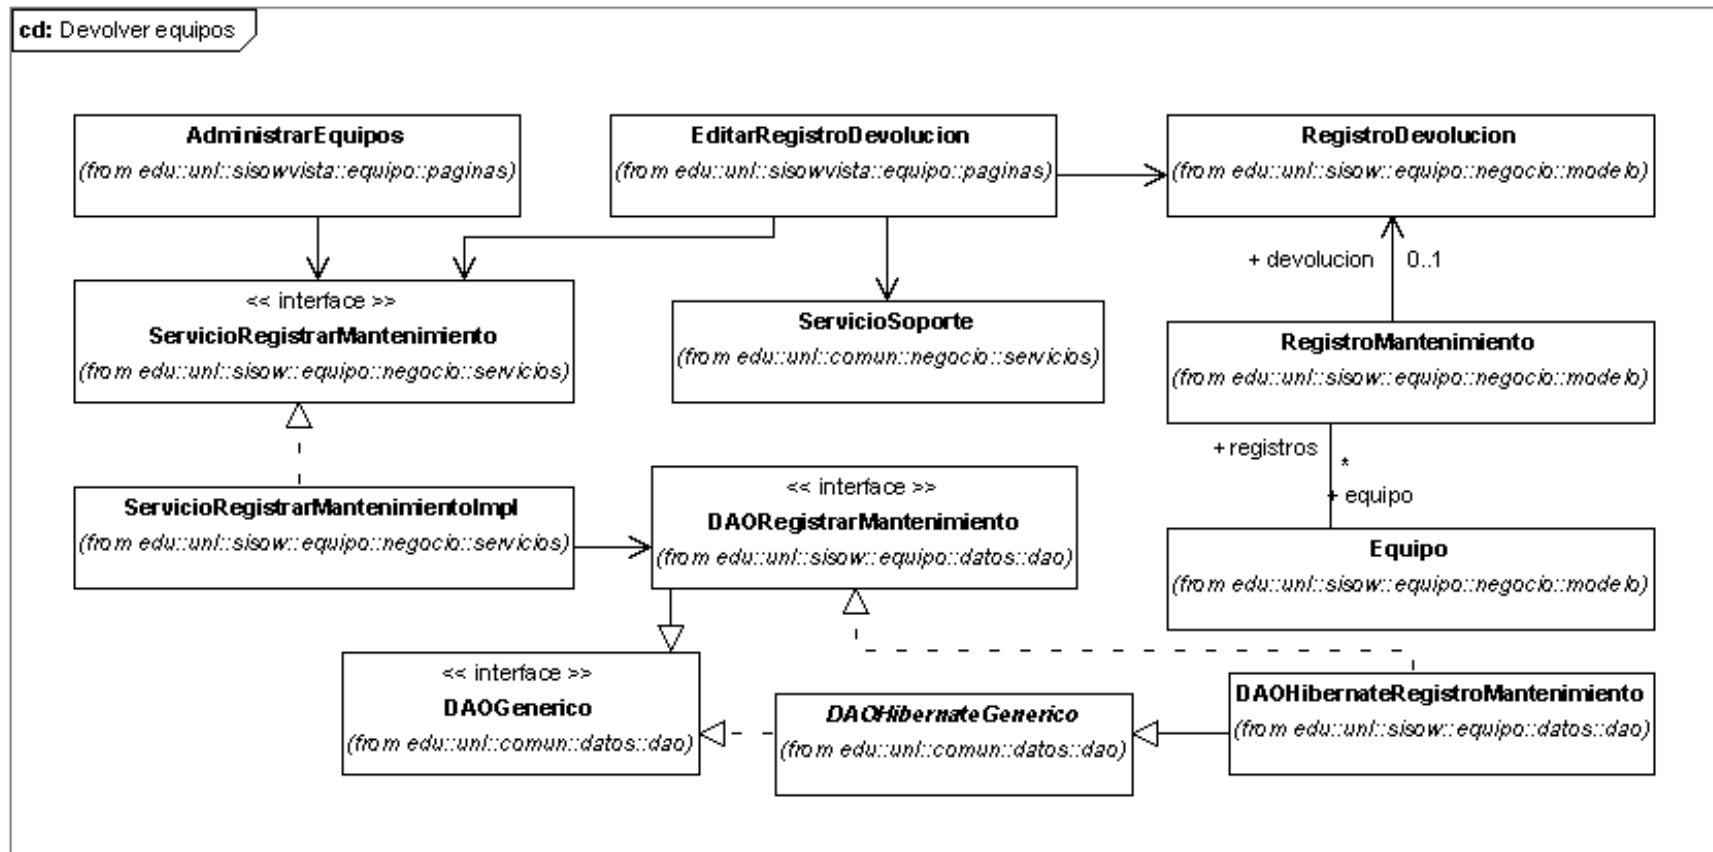 cd: Devolver equipos
AdministrarEquipos
(from edu::unl::sisowvista::equipo::paginas)
EditarRegistroDevolucion
(from edu::unl::sisowvista::equipo::paginas)
RegistroDevolucion
(from edu::unl::sisow::equipo::negocio::modelo)
+ devolucion 0..1
<< interface >>
ServicioRegistrarMantenimiento
(from edu::unl::sisow::equipo::negocio::servicios)
ServicioSoporte
(from edu::unl::comun::negocio::servicios)
RegistroMantenimiento
(from edu::unl::sisow::equipo::negocio::modelo)
+ registros
*
+ equipo
ServicioRegistrarMantenimientoImpl
(from edu::unl::sisow::equipo::negocio::servicios)
<< interface >>
DAORegistrarMantenimiento
(from edu::unl::sisow::equipo::datos::dao)
Equipo
(from edu::unl::sisow::equipo::negocio::modelo)
<< interface >>
DAOGenerico
(from edu::unl::comun::datos::dao)
DAOHibernateGenerico
(from edu::unl::comun::datos::dao)
DAOHibernateRegistroMantenimiento
(from edu::unl::sisow::equipo::datos::dao)